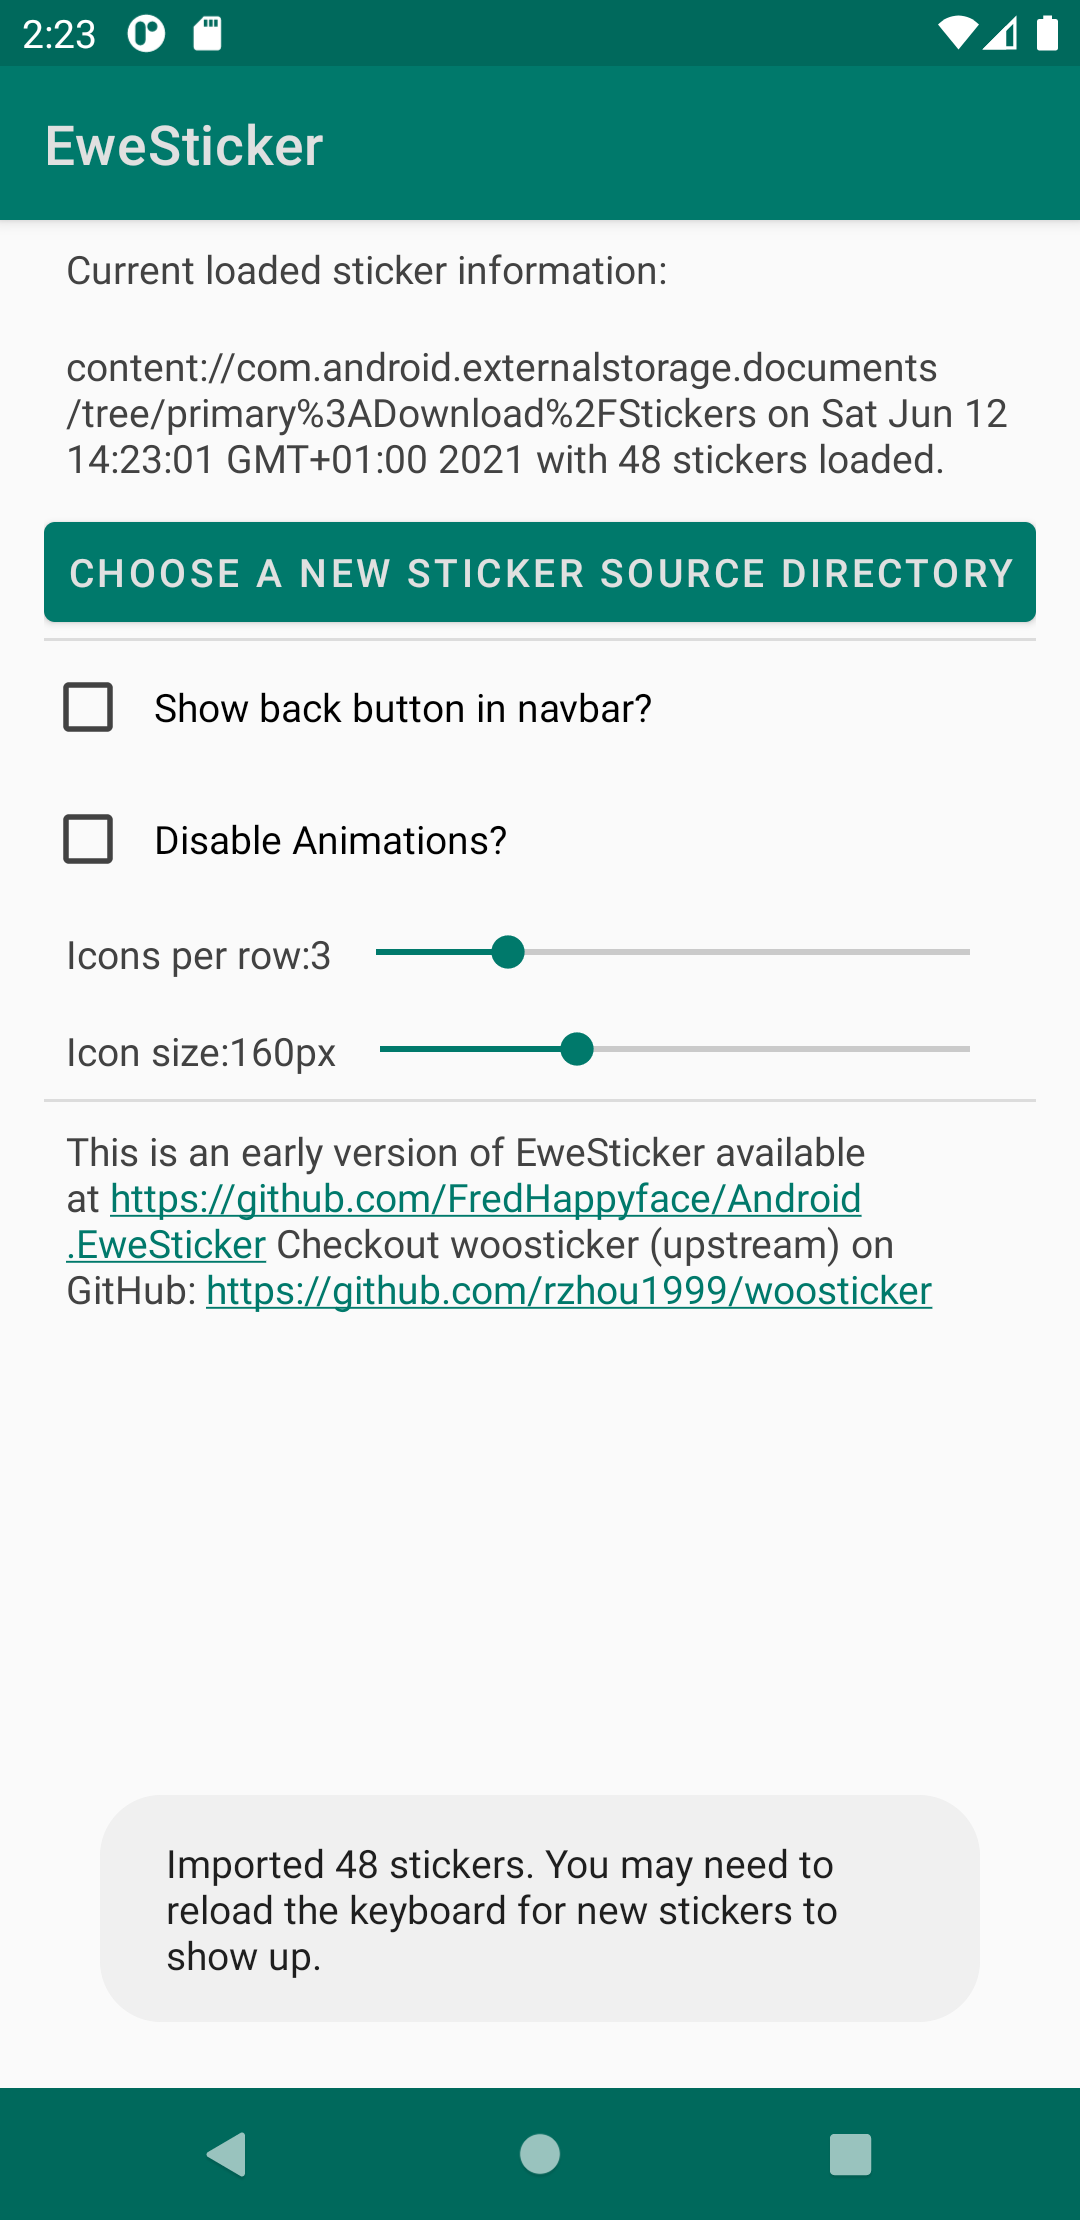 2:23
EweSticker
Current loaded sticker information:
content://com.android.externalstorage.documents
/tree/primary%3ADownload%2FStickers on Sat Jun 12
14:23:01 GMT+01:00 2021 with 48 stickers loaded.
CHOOSE A NEW STICKER SOURCE DIRECTORY
Show back button in navbar?
Disable Animations?
Icons per row:3
Icon size:160px
This is an early version of EweSticker available
at https://github.com/FredHappyface/Android
.EweSticker Checkout woosticker (upstream) on
GitHub: https://github.com/rzhou1999/woosticker
Imported 48 stickers. You may need to
reload the keyboard for new stickers to
show up.